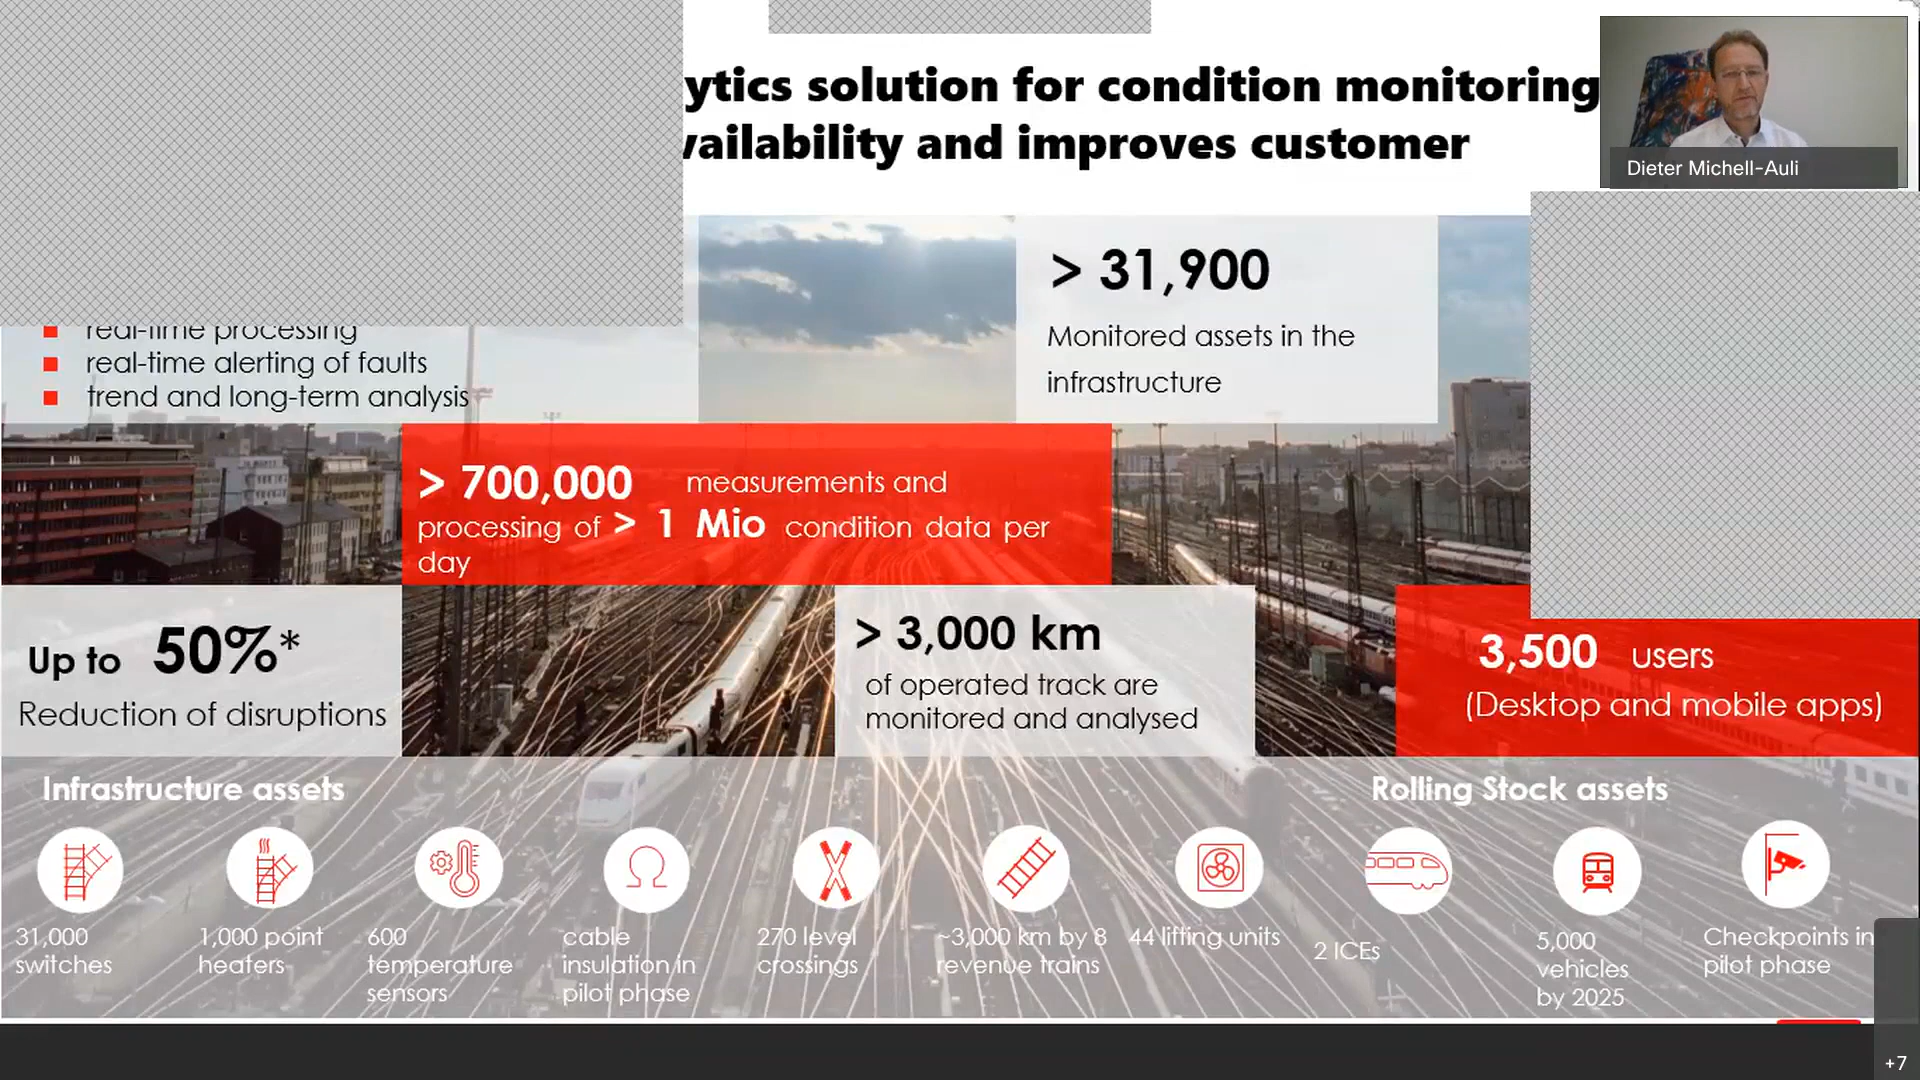 ytics solution for condition monitoring
vailability and improves customer
Dieter Michell-Auli
> 31,900
Monitored assets in the
infrastructure
real-time processing
real-time alerting of faults
trend and long-term analysis
> 700,000 measurements and
processing of > 1 Mio condition data per
day
Up to 50%*
Reduction of disruptions
> 3,000 km
of operated track are
monitored and analysed
3,500 users
(Desktop and mobile apps)
Infrastructure assets
Rolling Stock assets
31,000
switches
1,000 point
heaters
600
temperature
sensors
cable
insulation in
pilot phase
270 level
crossings
~3,000 km by 8
revenue trains
44 lifting units
2 ICEs
5,000
vehicles
by 2025
Checkpoints in
pilot phase
+7